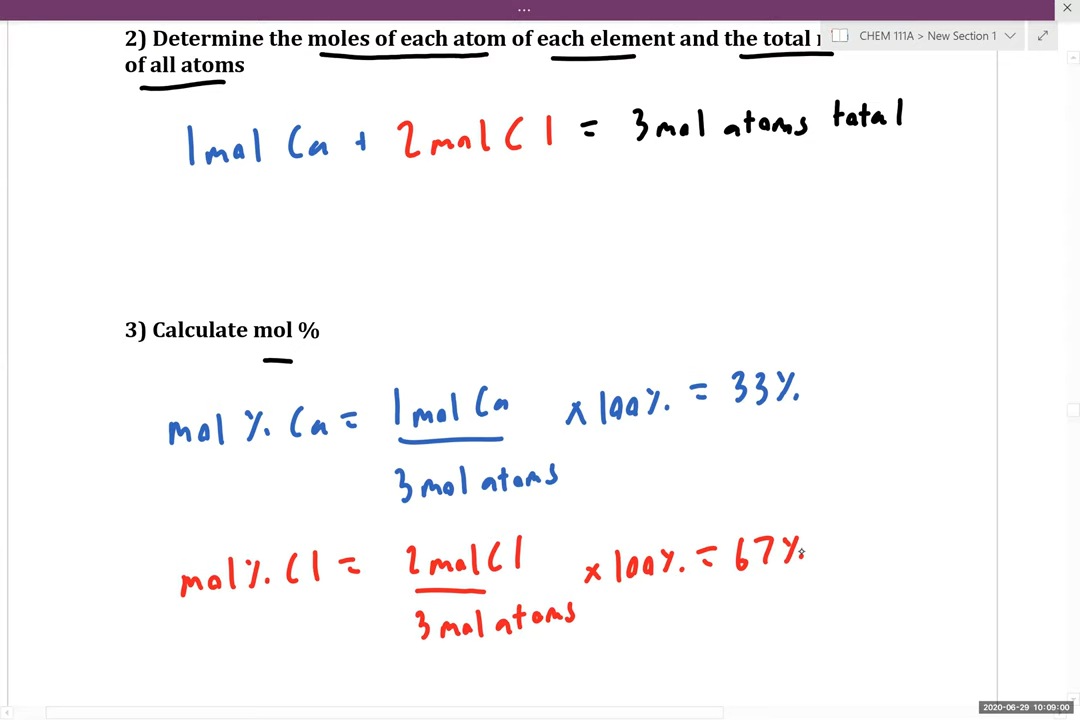 ...
CHEM 111A > New Section 1
2) Determine the moles of each atom of each element and the total
of all atoms
1 mol Ca + 2 mol Cl = 3 mol atoms total
3) Calculate mol %
mol % Ca = 1 mol Ca
3 mol atoms
x 100% = 33%
mol % Cl = 2 mol Cl
3 mol atoms
x 100% = 67%
2020-06-29 10:09:00